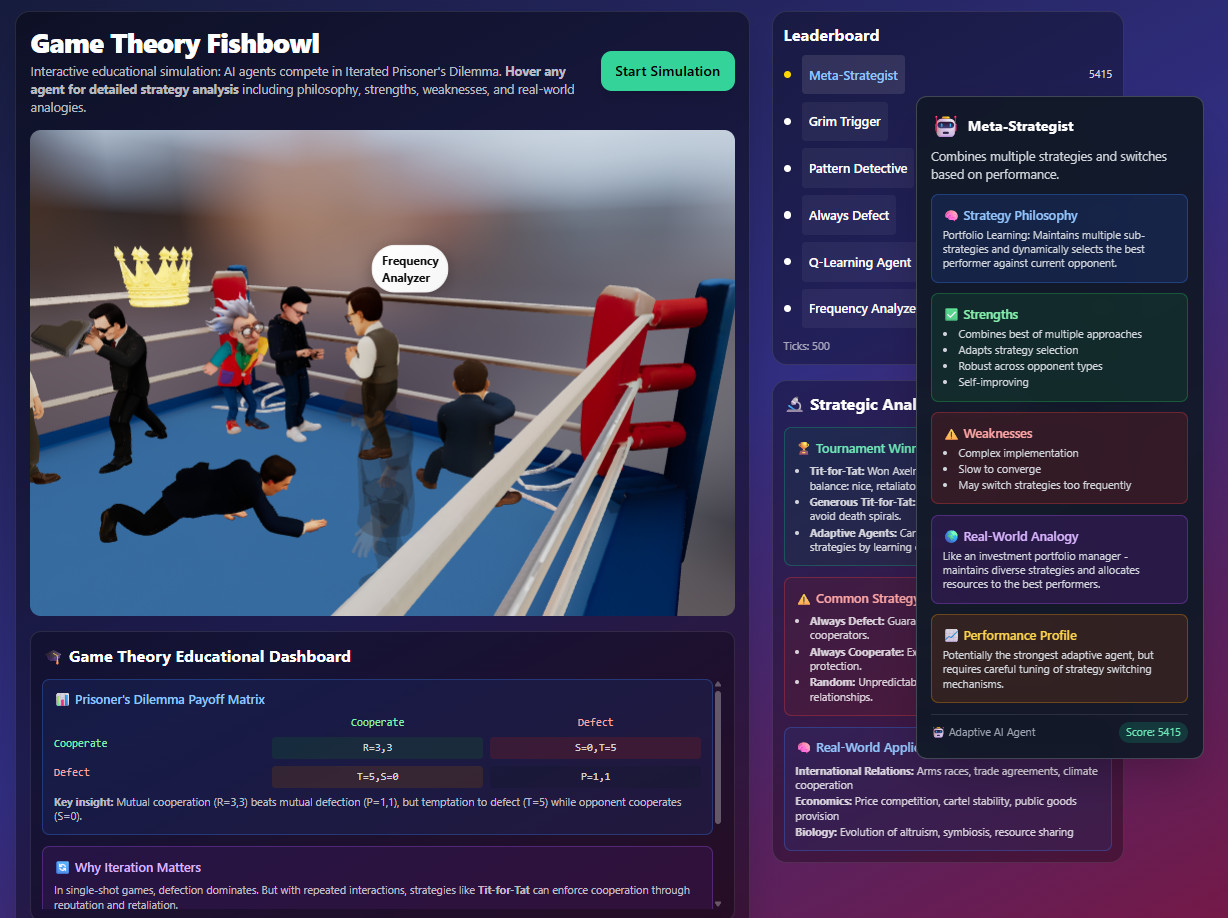 Game Theory Fishbowl
Interactive educational simulation: AI agents compete in Iterated Prisoner's Dilemma. Hover any
agent for detailed strategy analysis including philosophy, strengths, weaknesses, and real-world
analogies.
Start Simulation
Frequency
Analyzer
Game Theory Educational Dashboard
Prisoner's Dilemma Payoff Matrix
Cooperate Defect
Cooperate R=3,3 S=0,T=5
Defect T=5,S=0 P=1,1
Key insight: Mutual cooperation (R=3,3) beats mutual defection (P=1,1), but temptation to defect (T=5) while opponent cooperates
(S=0).
Why Iteration Matters
In single-shot games, defection dominates. But with repeated interactions, strategies like Tit-for-Tat can enforce cooperation through
reputation and retaliation.
Leaderboard
Meta-Strategist 5415
Grim Trigger
Pattern Detective
Always Defect
Q-Learning Agent
Frequency Analyze
Ticks: 500
Strategic Anal
Tournament Winn
Tit-for-Tat: Won Axelr
balance: nice, retaliato
Generous Tit-for-Tat:
avoid death spirals.
Adaptive Agents: Can
strategies by learning
Common Strategy
Always Defect: Guara
cooperators.
Always Cooperate: Ex
protection.
Random: Unpredictab
relationships.
Real-World Applic
International Relations: Arms races, trade agreements, climate
cooperation
Economics: Price competition, cartel stability, public goods
provision
Biology: Evolution of altruism, symbiosis, resource sharing
Meta-Strategist
Combines multiple strategies and switches
based on performance.
Strategy Philosophy
Portfolio Learning: Maintains multiple sub-
strategies and dynamically selects the best
performer against current opponent.
Strengths
Combines best of multiple approaches
Adapts strategy selection
Robust across opponent types
Self-improving
Weaknesses
Complex implementation
Slow to converge
May switch strategies too frequently
Real-World Analogy
Like an investment portfolio manager -
maintains diverse strategies and allocates
resources to the best performers.
Performance Profile
Potentially the strongest adaptive agent, but
requires careful tuning of strategy switching
mechanisms.
Adaptive AI Agent
Score: 5415